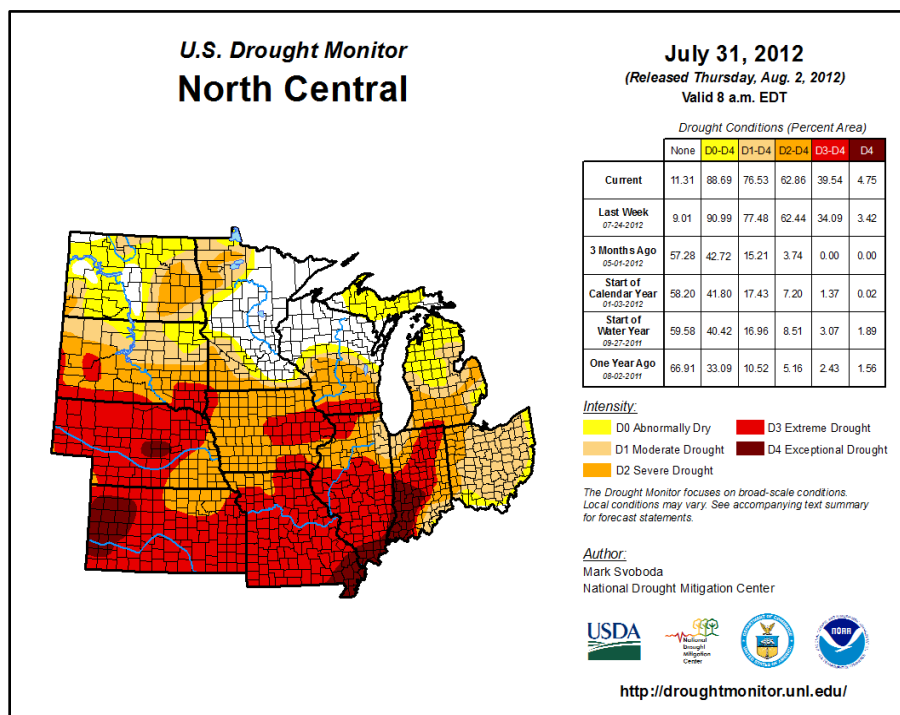 U.S. Drought Monitor
North Central
July 31, 2012
(Released Thursday, Aug. 2, 2012)
Valid 8 a.m. EDT
Drought Conditions (Percent Area)
None D0-D4 D1-D4 D2-D4 D3-D4 D4
Current 11.31 88.69 76.53 62.86 39.54 4.75
Last Week 9.01 90.99 77.48 62.44 34.09 3.42
07-24-2012
3 Months Ago 57.28 42.72 15.21 3.74 0.00 0.00
05-01-2012
Start of
Calendar Year 58.20 41.80 17.43 7.20 1.37 0.02
01-03-2012
Start of
Water Year 59.58 40.42 16.96 8.51 3.07 1.89
09-27-2011
One Year Ago 66.91 33.09 10.52 5.16 2.43 1.56
08-02-2011
Intensity:
D0 Abnormally Dry D3 Extreme Drought
D1 Moderate Drought D4 Exceptional Drought
D2 Severe Drought
The Drought Monitor focuses on broad-scale conditions.
Local conditions may vary. See accompanying text summary
for forecast statements.
Author:
Mark Svoboda
National Drought Mitigation Center
USDA
National
Drought
Mitigation
Center
NOAA
http://droughtmonitor.unl.edu/